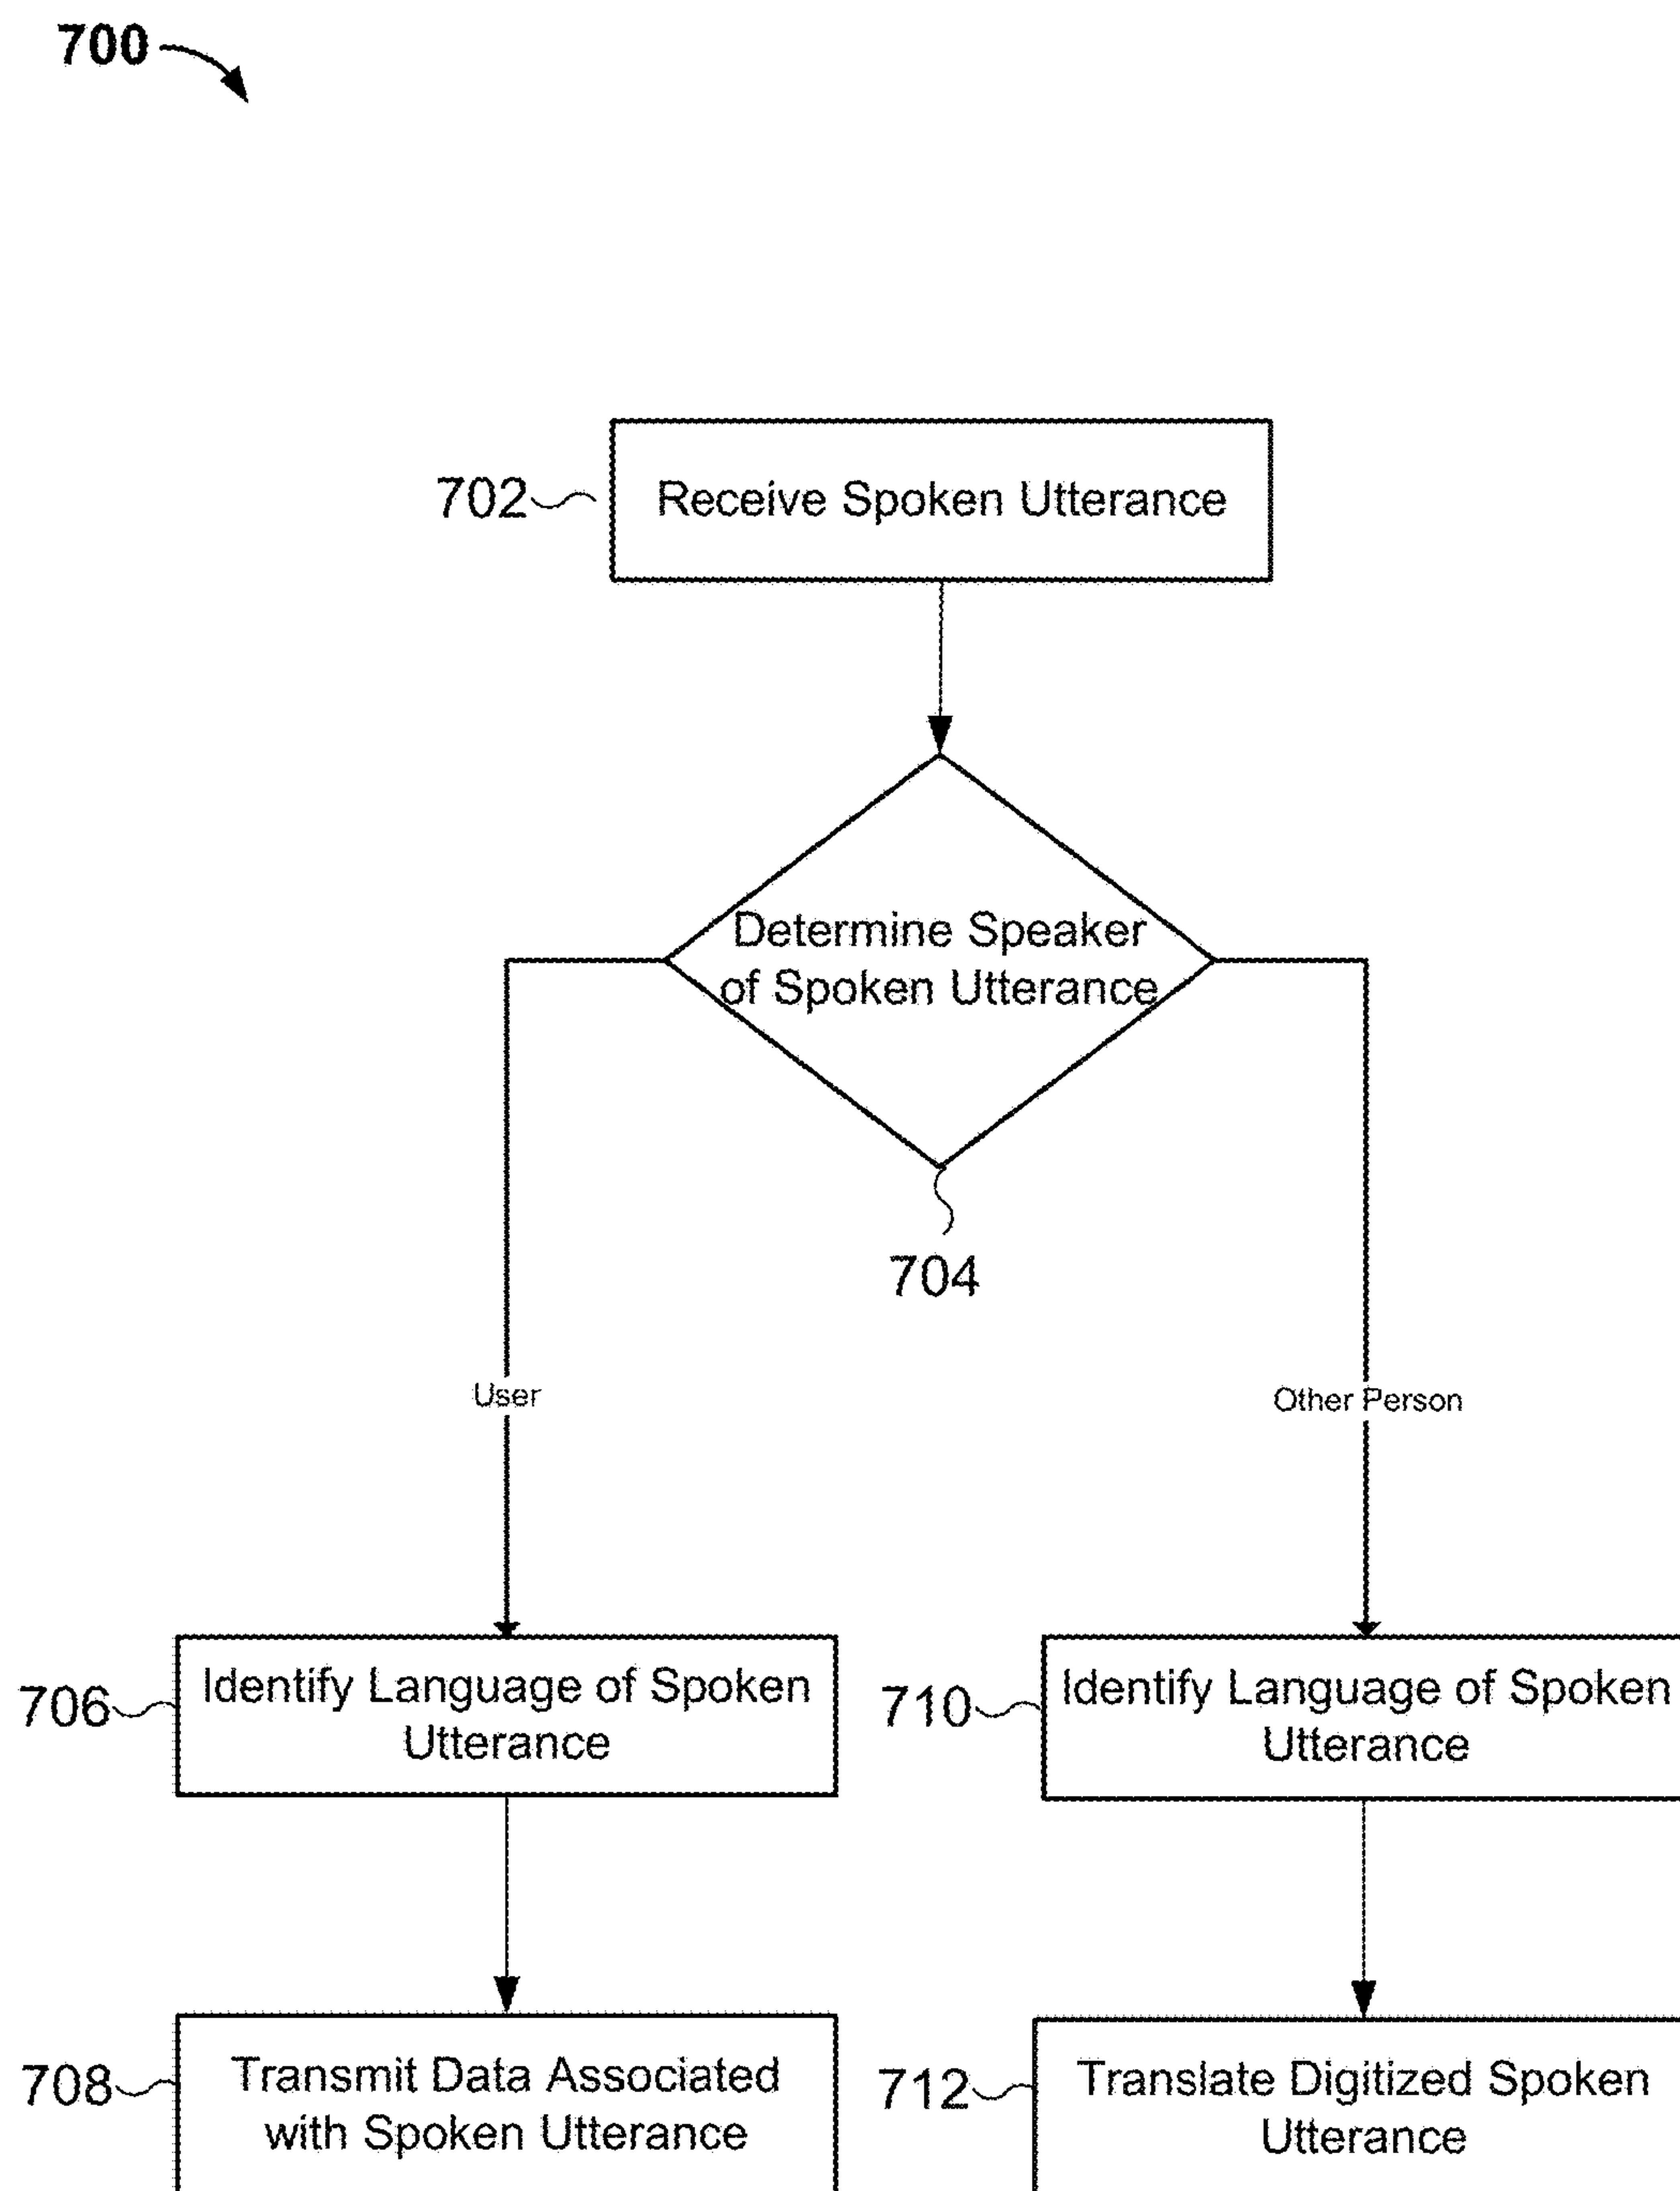 700
702
Receive Spoken Utterance
Determine Speaker
of Spoken Utterance
704
User
Other Person
706
Identify Language of Spoken
Utterance
710
Identify Language of Spoken
Utterance
708
Transmit Data Associated
with Spoken Utterance
712
Translate Digitized Spoken
Utterance